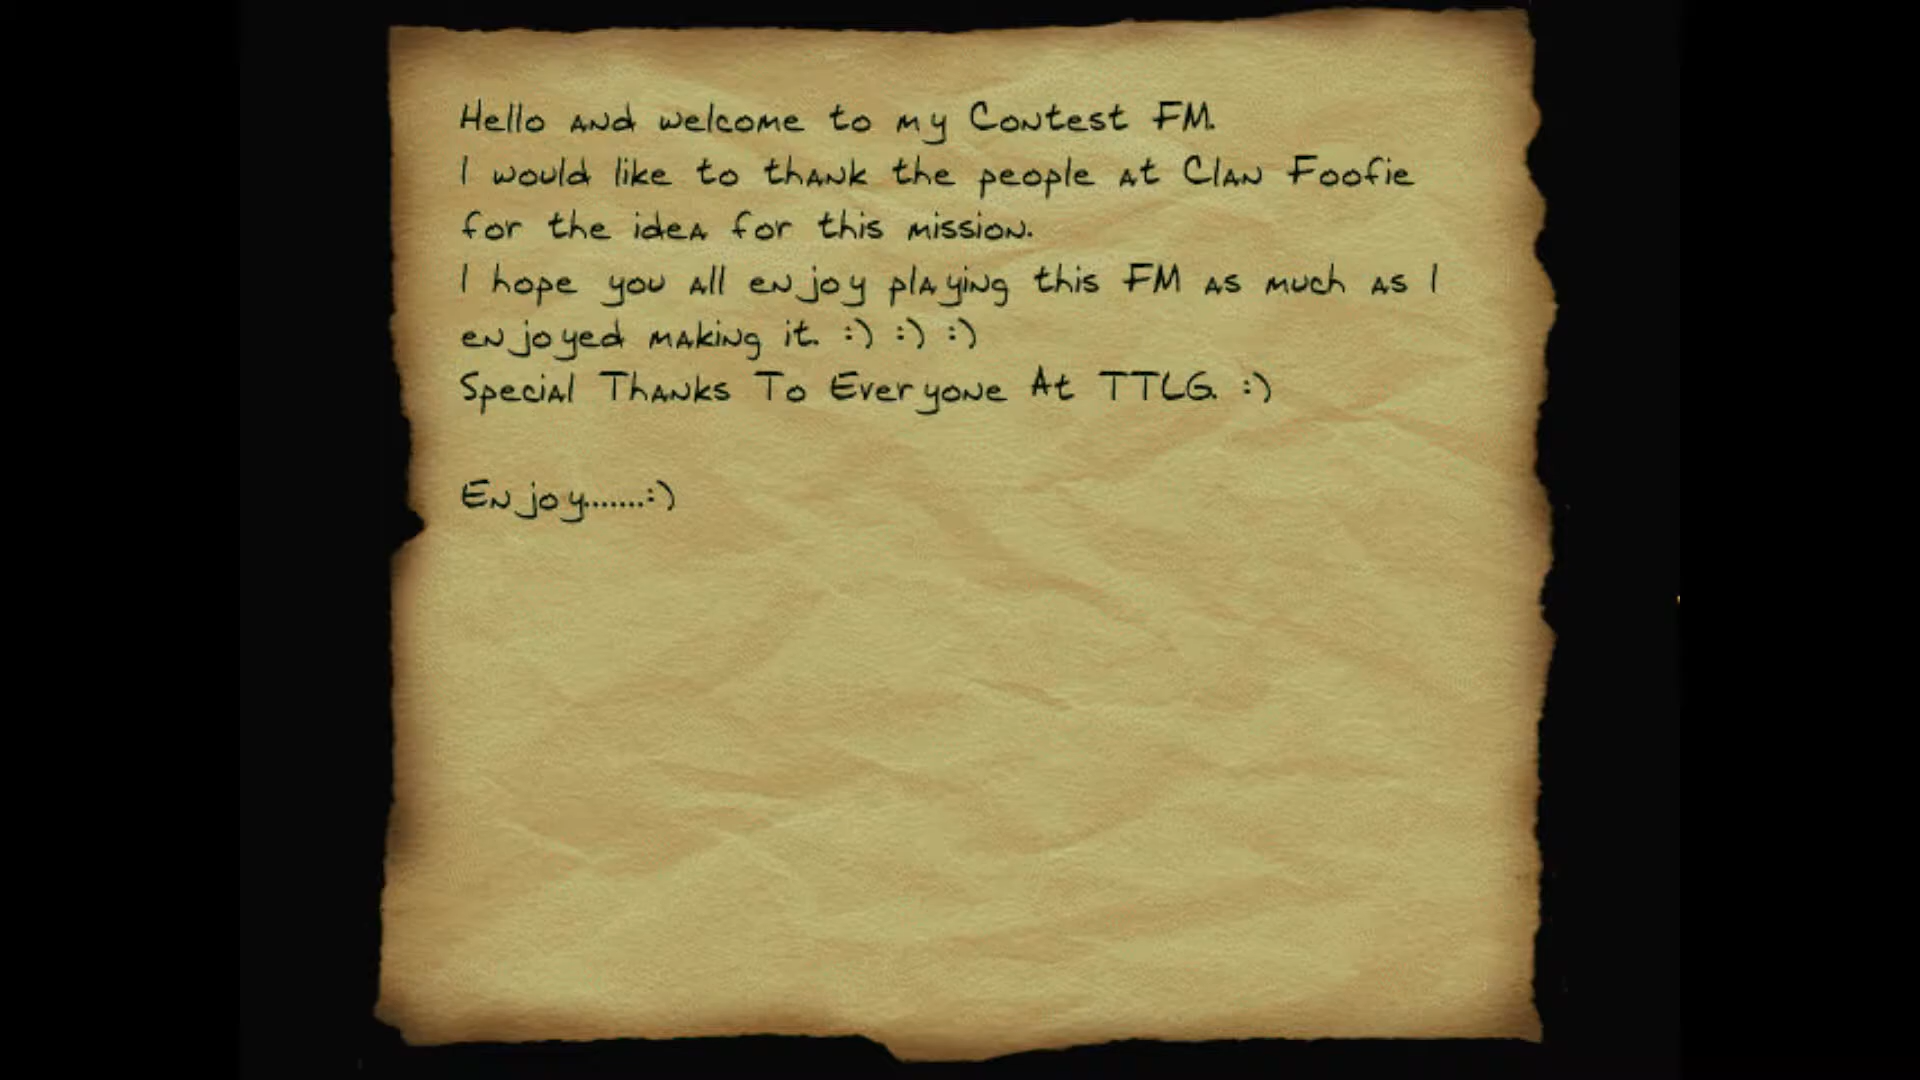 Hello and welcome to my Contest FM.
I would like to thank the people at Clan Foofie
for the idea for this mission.
I hope you all enjoy playing this FM as much as I
enjoyed making it. :) :) :)
Special Thanks To Everyone At TTLG. :)
Enjoy.......:)